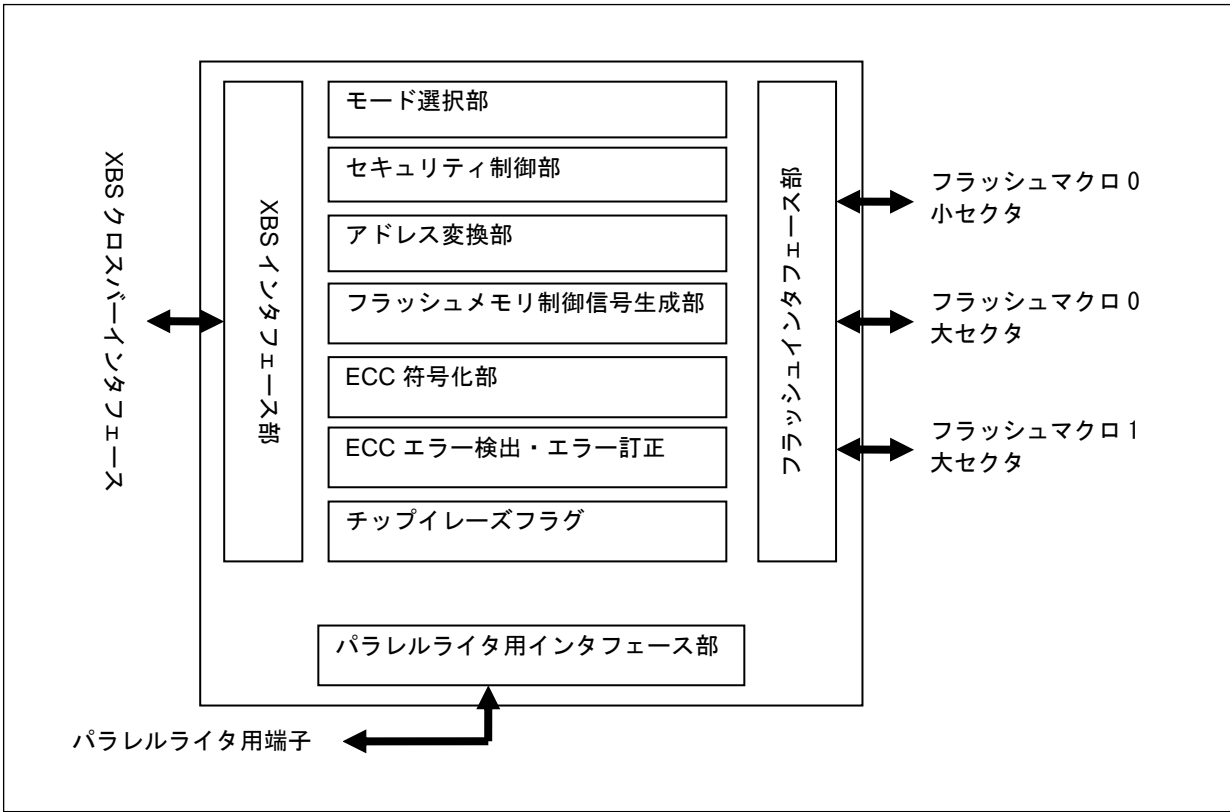 XBS クロスバーインタフェース
XBS インタフェース部
モード選択部
セキュリティ制御部
アドレス変換部
フラッシュメモリ制御信号生成部
ECC 符号化部
ECC エラー検出・エラー訂正
チップイレーズフラグ
フラッシュインタフェース部
フラッシュマクロ 0
小セクタ
フラッシュマクロ 0
大セクタ
フラッシュマクロ 1
大セクタ
パラレルライタ用インタフェース部
パラレルライタ用端子